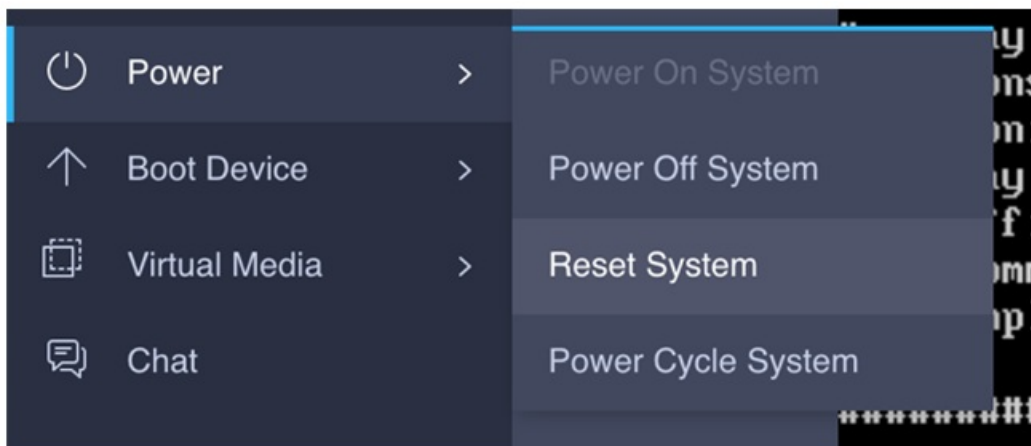 Power
Boot Device
Virtual Media
Chat
Power On System
Power Off System
Reset System
Power Cycle System
########